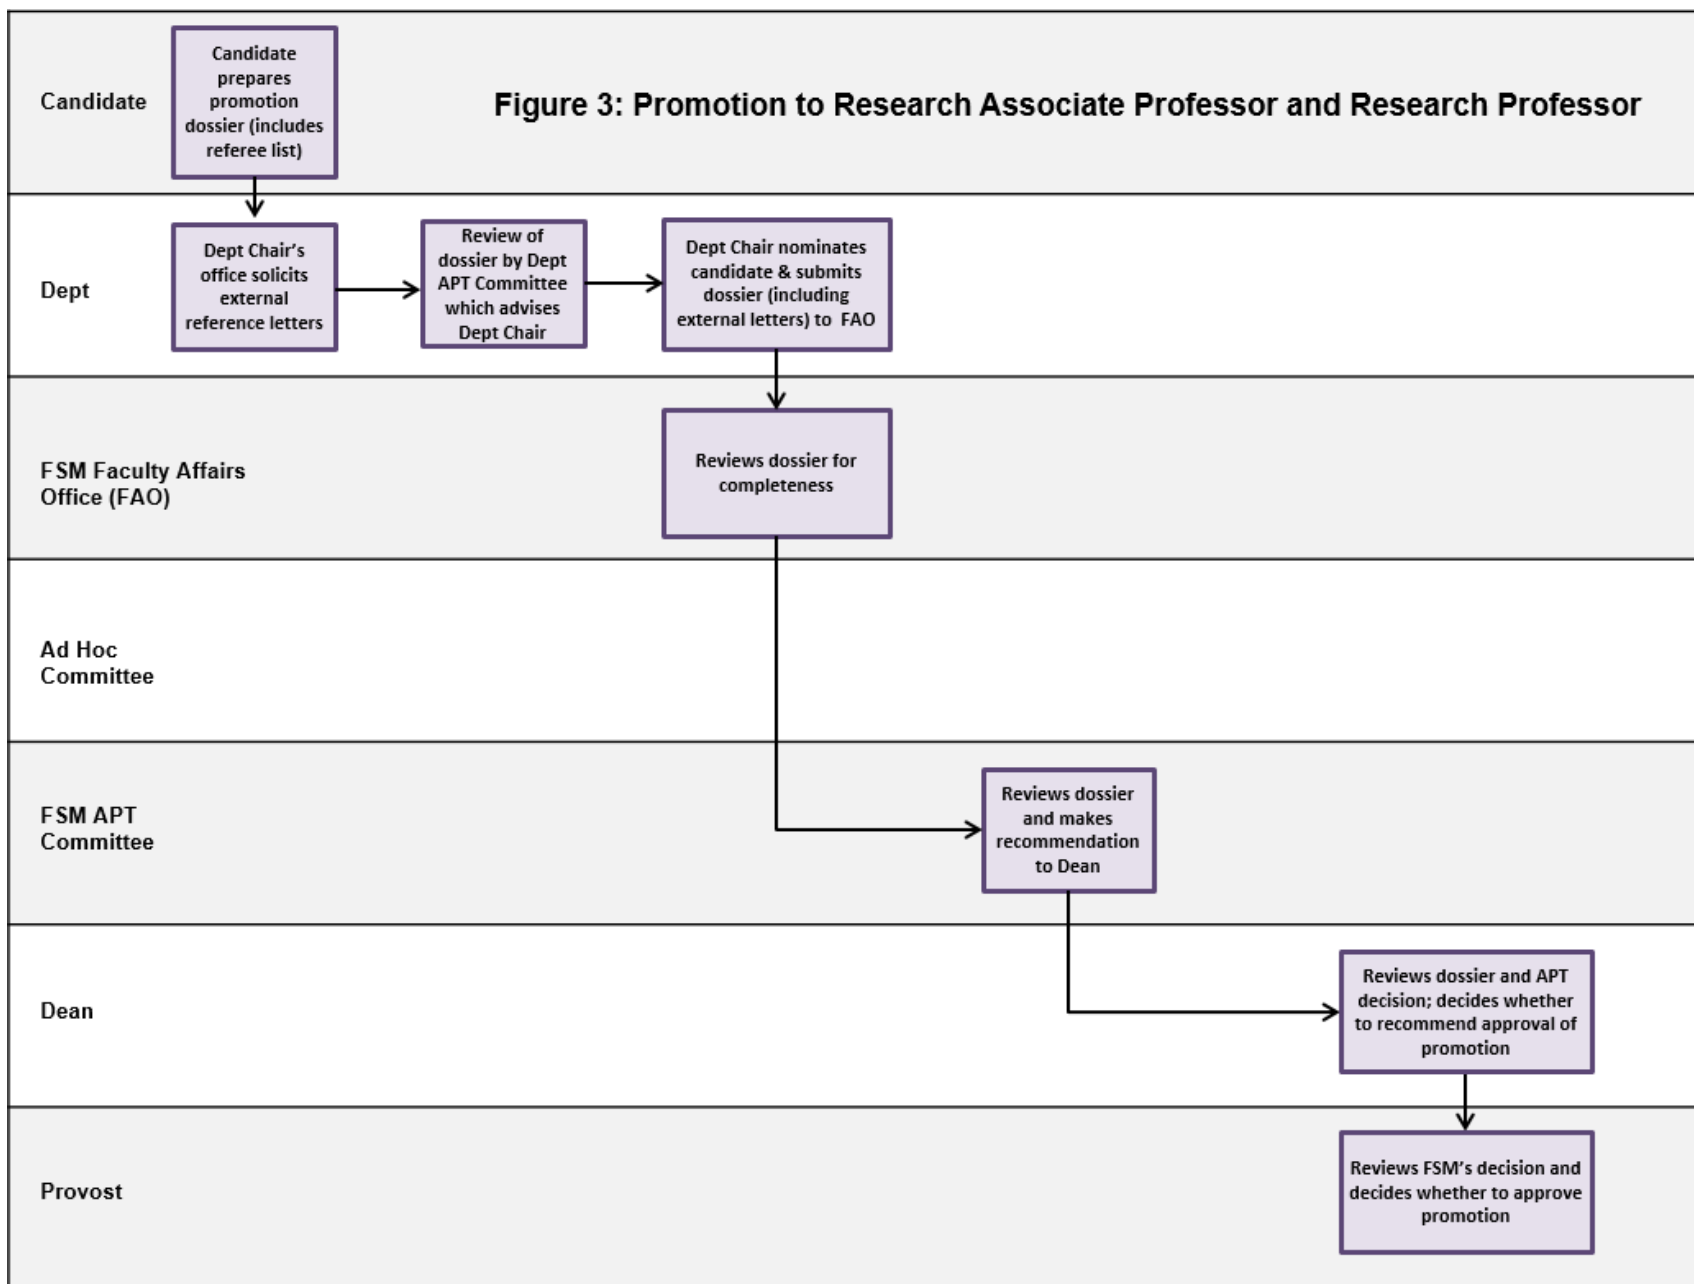 Candidate
Candidate
prepares
promotion
dossier (includes
referee list)
Figure 3: Promotion to Research Associate Professor and Research Professor
Dept
Dept Chair’s
office solicits
external
reference letters
Review of
dossier by Dept
APT Committee
which advises
Dept Chair
Dept Chair nominates
candidate & submits
dossier (including
external letters) to FAO
FSM Faculty Affairs
Office (FAO)
Reviews dossier for
completeness
Ad Hoc
Committee
FSM APT
Committee
Reviews dossier
and makes
recommendation
to Dean
Dean
Reviews dossier and APT
decision; decides whether
to recommend approval of
promotion
Provost
Reviews FSM’s decision and
decides whether to approve
promotion